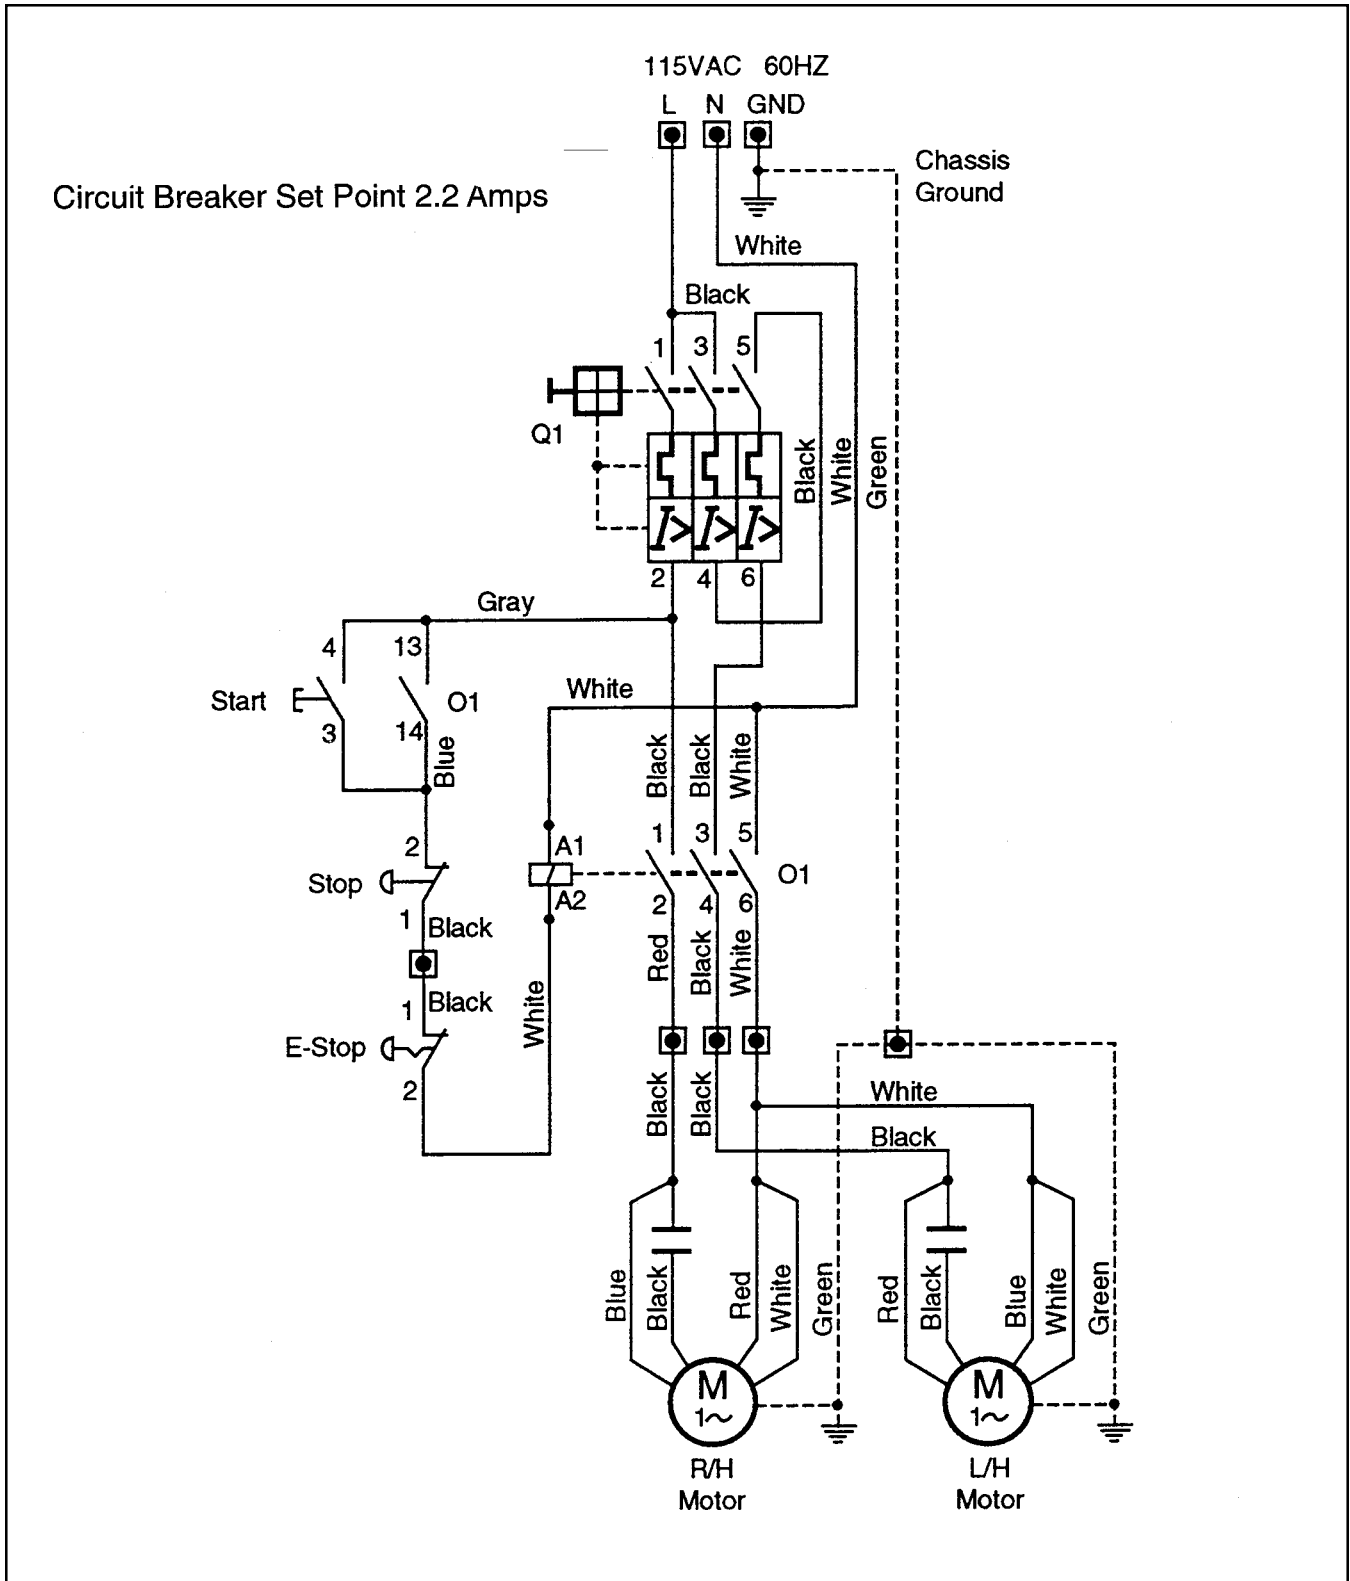 115VAC 60HZ
L N GND
Chassis
Ground
Circuit Breaker Set Point 2.2 Amps
White
Black
1 3 5
Q1
Black
White
Green
2 4 6
Gray
4 13
Start
O1
3 14
Blue
White
Black
Black
White
2
Stop
1
Black
A1
A2
1 3 5
O1
2 4 6
Red
Black
White
1
Black
E-Stop
2
White
Black
Black
White
Black
Blue
Black
Red
White
Green
Red
Black
Blue
White
Green
M
1~
M
1~
R/H
Motor
L/H
Motor